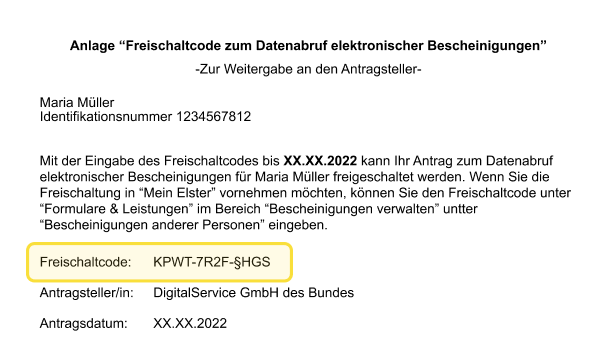 Anlage “Freischaltcode zum Datenabruf elektronischer Bescheinigungen”
-Zur Weitergabe an den Antragsteller-
Maria Müller
Identifikationsnummer 1234567812
Mit der Eingabe des Freischaltcodes bis XX.XX.2022 kann Ihr Antrag zum Datenabruf
elektronischer Bescheinigungen für Maria Müller freigeschaltet werden. Wenn Sie die
Freischaltung in “Mein Elster” vornehmen möchten, können Sie den Freischaltcode unter
“Formulare & Leistungen” im Bereich “Bescheinigungen verwalten” untter
“Bescheinigungen anderer Personen” eingeben.
Freischaltcode: KPWT-7R2F-§HGS
Antragsteller/in: DigitalService GmbH des Bundes
Antragsdatum: XX.XX.2022